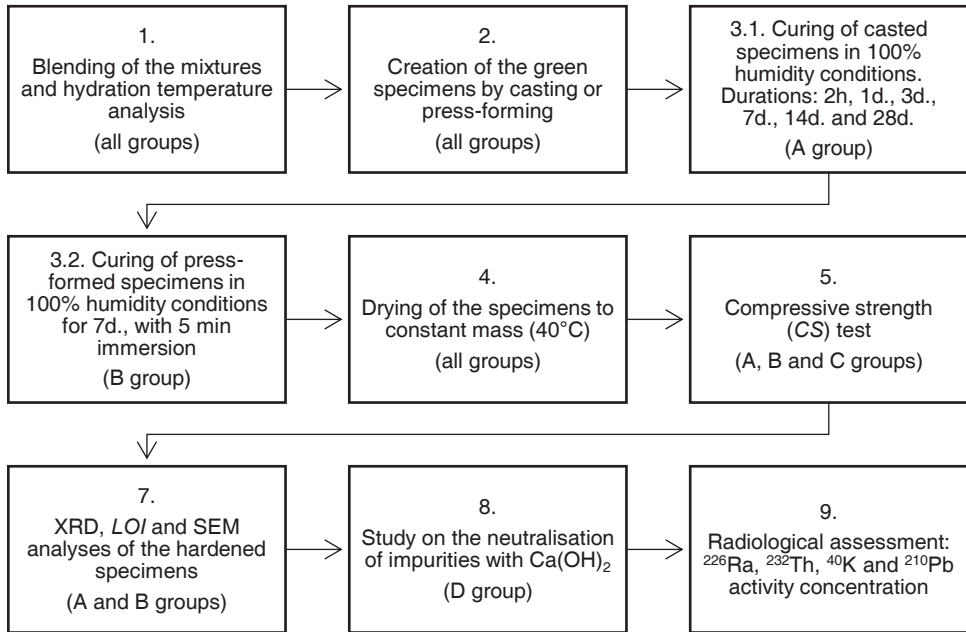 1.
Blending of the mixtures
and hydration temperature
analysis
(all groups)
2.
Creation of the green
specimens by casting or
press-forming
(all groups)
3.1. Curing of casted
specimens in 100%
humidity conditions.
Durations: 2h, 1d., 3d.,
7d., 14d. and 28d.
(A group)
3.2. Curing of press-
formed specimens in
100% humidity conditions
for 7d., with 5 min
immersion
(B group)
4.
Drying of the specimens to
constant mass (40°C)
(all groups)
5.
Compressive strength
(CS) test
(A, B and C groups)
7.
XRD, LOI and SEM
analyses of the hardened
specimens
(A and B groups)
8.
Study on the neutralisation
of impurities with Ca(OH)₂
(D group)
9.
Radiological assessment:
²²⁶Ra, ²³²Th, ⁴⁰K and ²¹⁰Pb
activity concentration